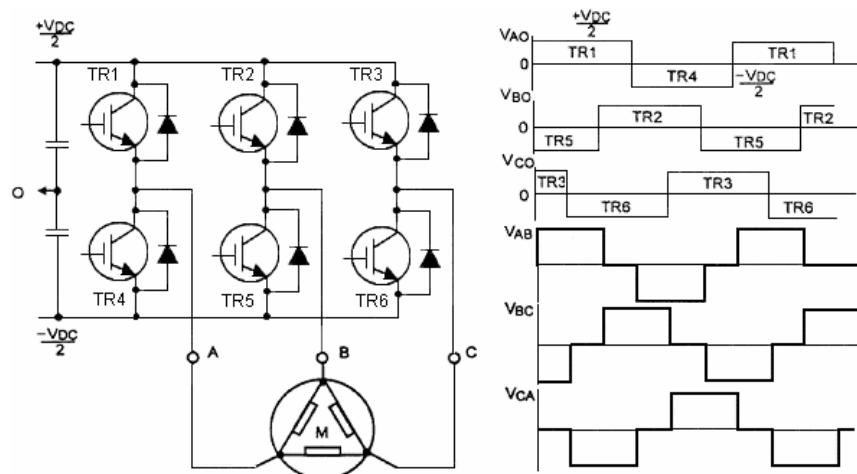 +VDC/2
TR1 TR2 TR3
O
TR4 TR5 TR6
-VDC/2
A B C
M
+VDC/2
VAO
TR1 TR1
0
TR4
-VDC/2
VBO
TR2 TR2
0
TR5 TR5
VCO
TR3 TR3
0
TR6 TR6
VAB
VBC
VCA